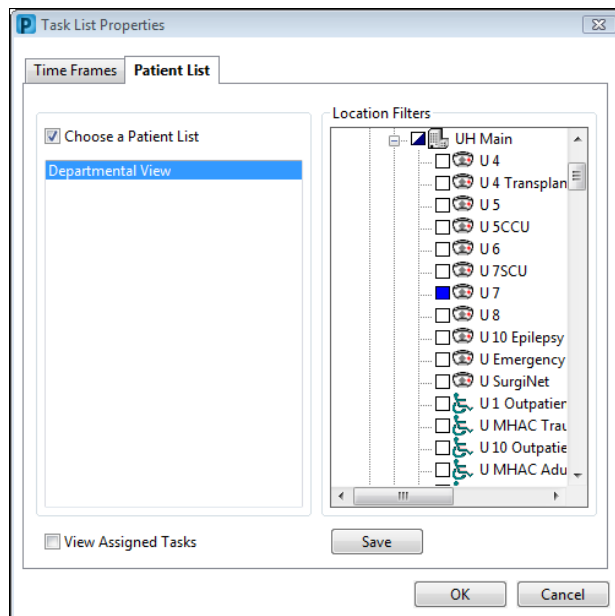 Task List Properties
Time Frames
Patient List
Choose a Patient List
Departmental View
View Assigned Tasks
Location Filters
UH Main
U 4
U 4 Transplan
U 5
U 5CCU
U 6
U 7SCU
U 7
U 8
U 10 Epilepsy
U Emergency
U SurgiNet
U 1 Outpatier
U MHAC Trau
U 10 Outpatie
U MHAC Adu
Save
OK
Cancel